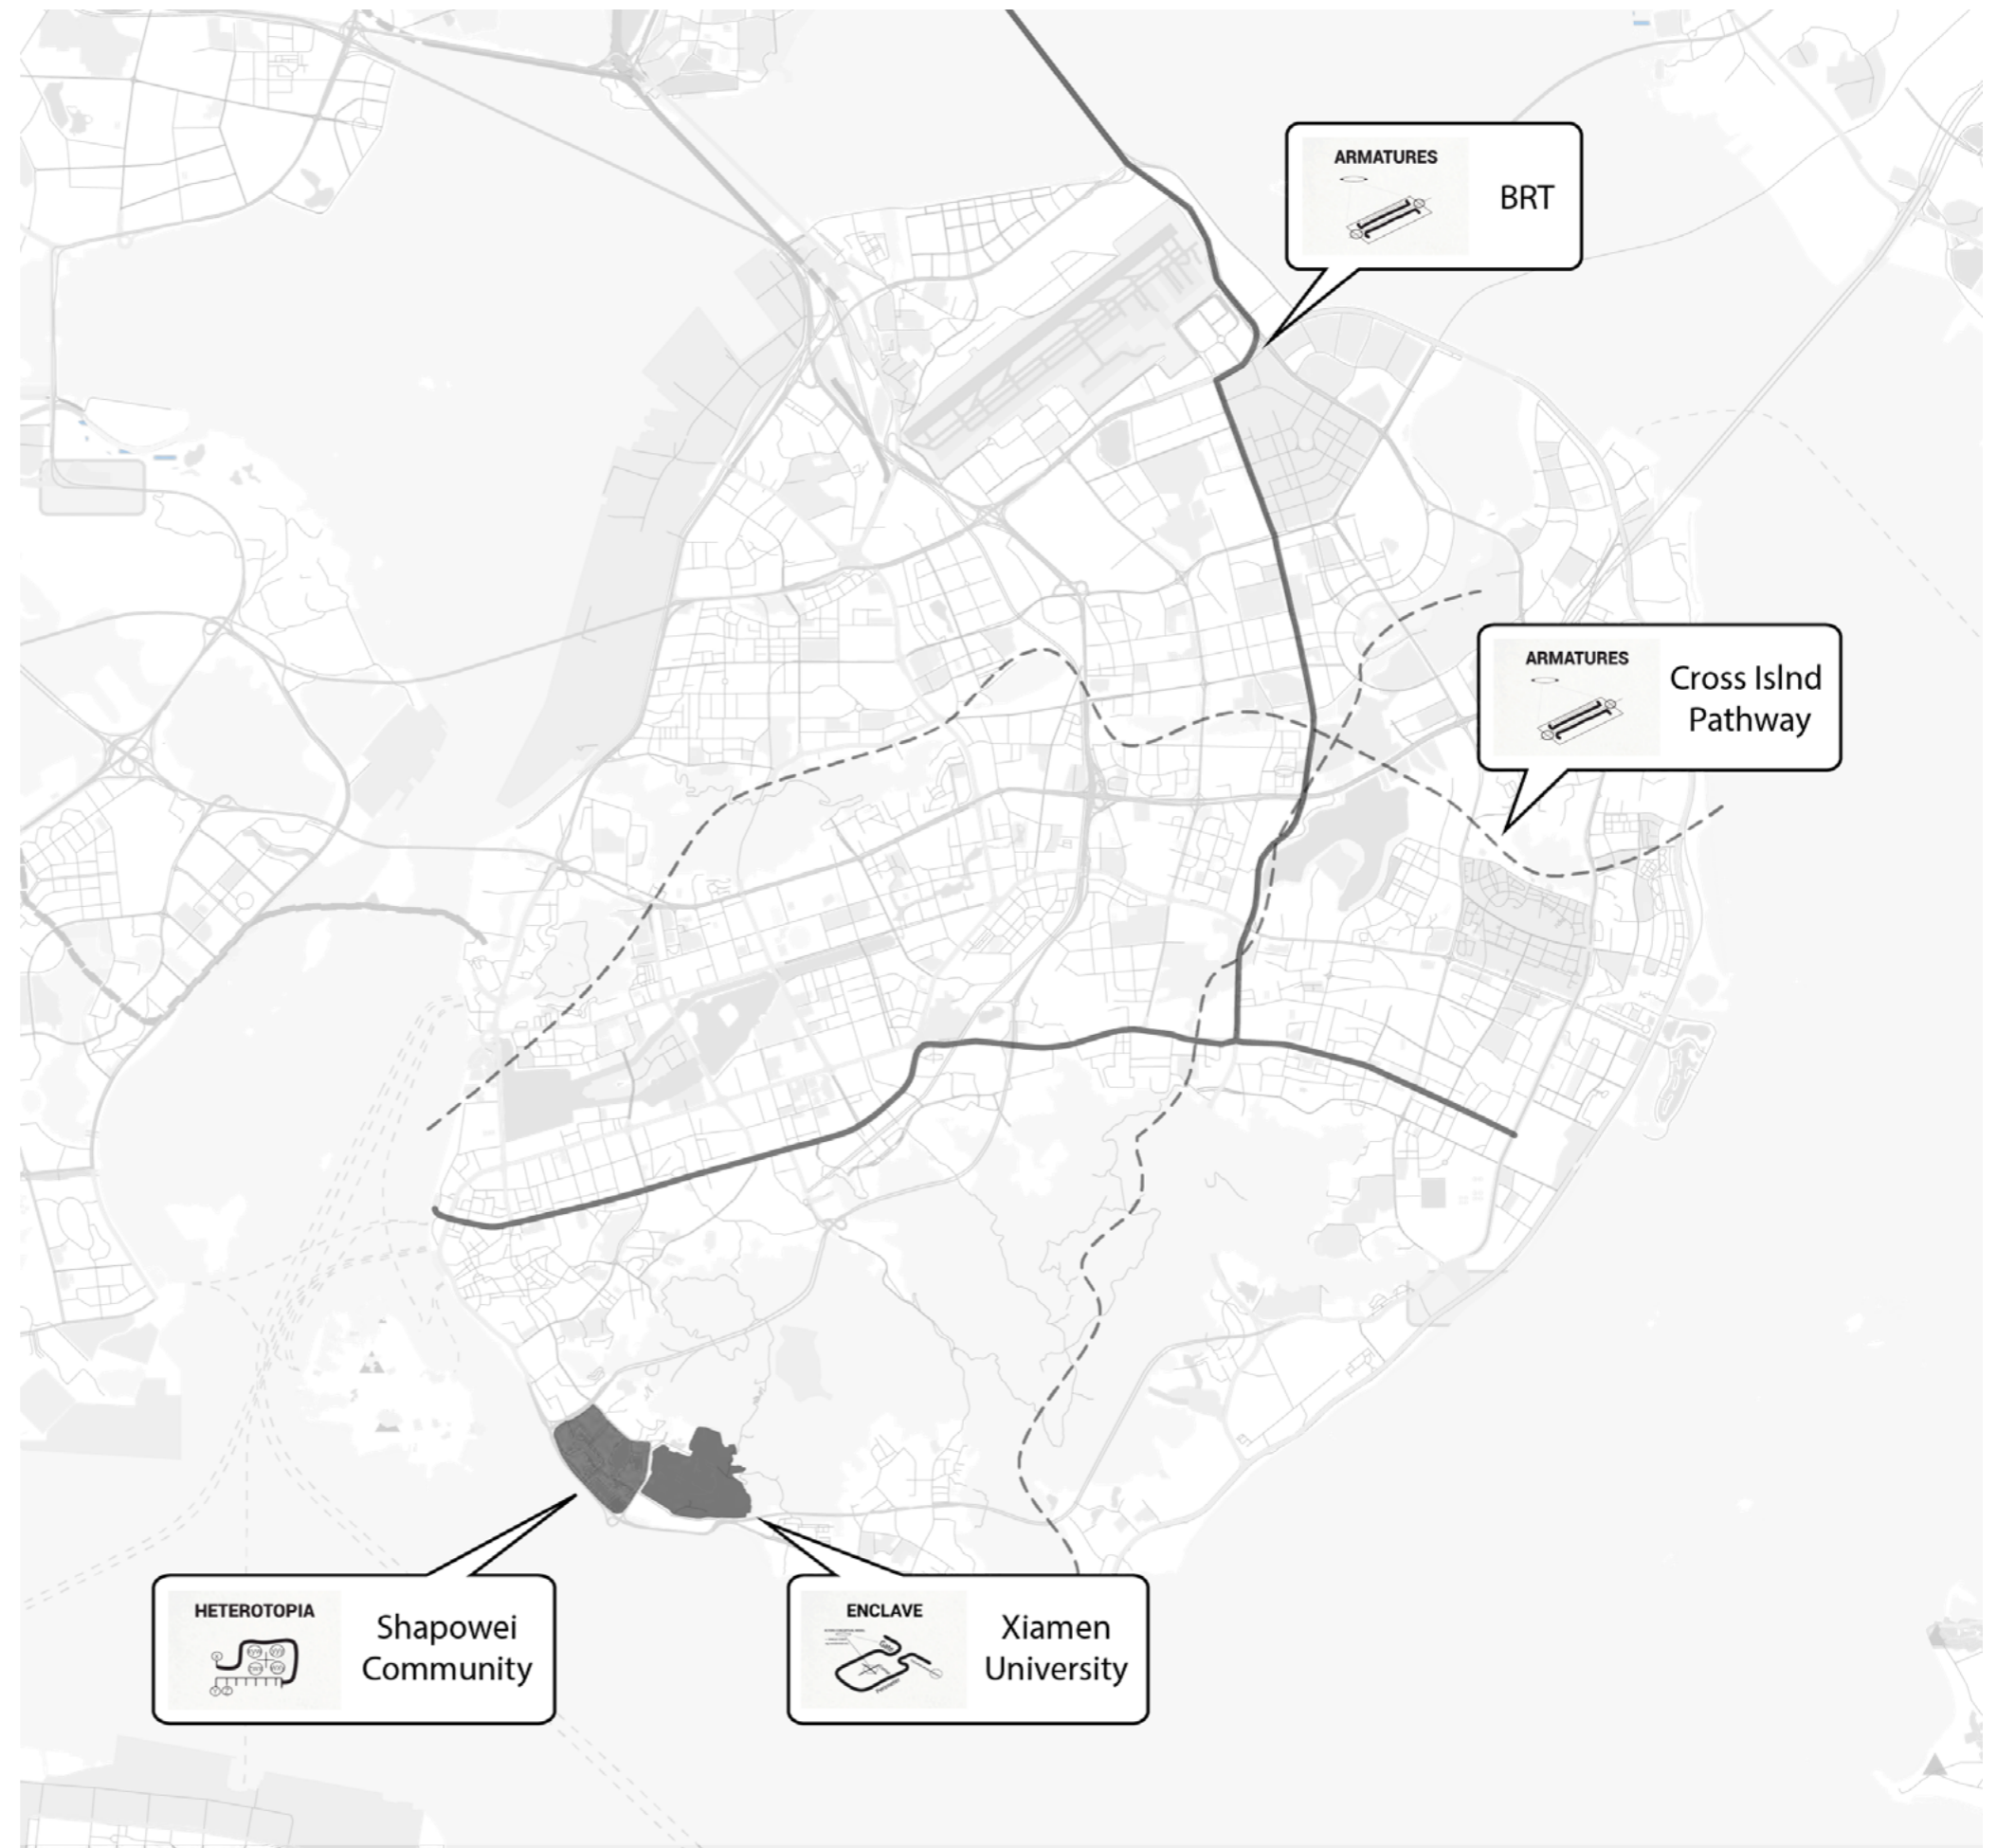 ARMATURES
BRT
ARMATURES
Cross Islnd
Pathway
HETEROTOPIA
Shapowei
Community
ENCLAVE
Xiamen
University